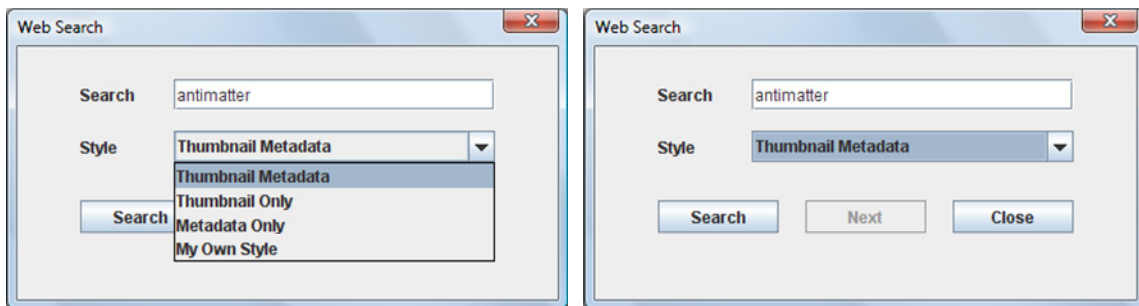 Web Search
Search antimatter
Style Thumbnail Metadata
Thumbnail Metadata
Thumbnail Only
Metadata Only
My Own Style
Search
Web Search
Search antimatter
Style Thumbnail Metadata
Search Next Close